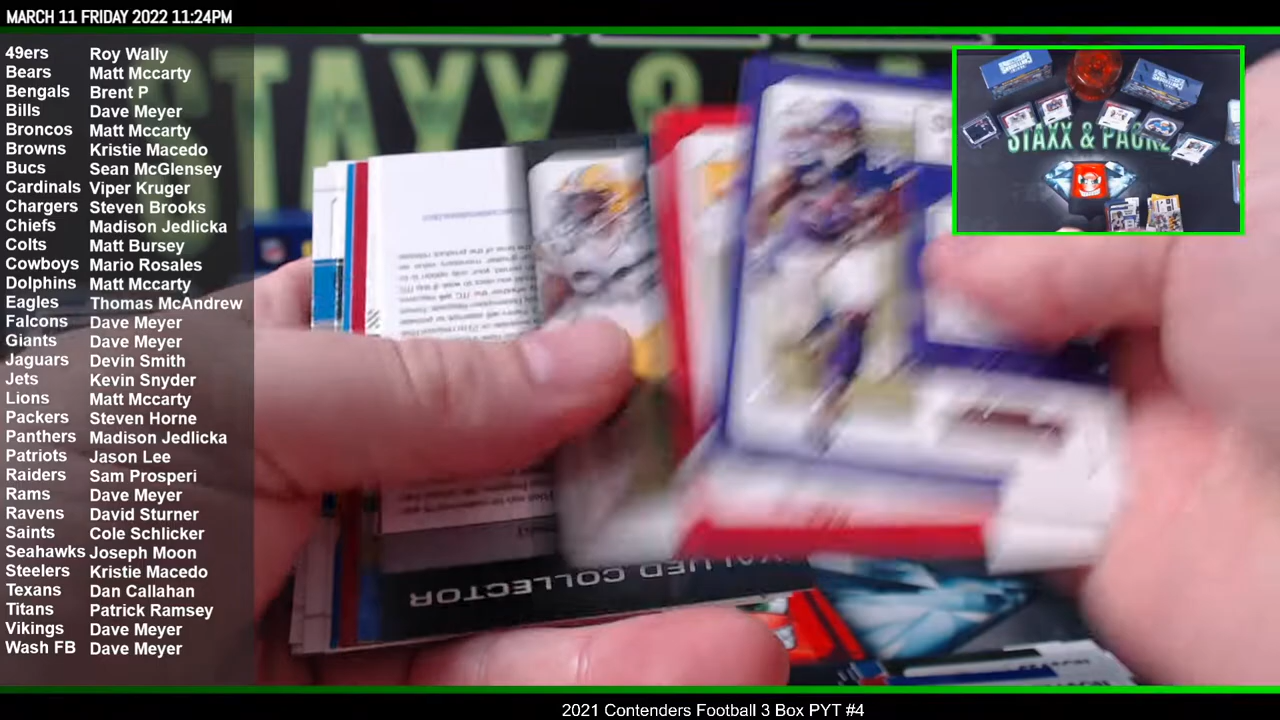 MARCH 11 FRIDAY 2022 11:24PM
49ers Roy Wally
Bears Matt Mccarty
Bengals Brent P
Bills Dave Meyer
Broncos Matt Mccarty
Browns Kristie Macedo
Bucs Sean McGlensey
Cardinals Viper Kruger
Chargers Steven Brooks
Chiefs Madison Jedlicka
Colts Matt Bursey
Cowboys Mario Rosales
Dolphins Matt Mccarty
Eagles Thomas McAndrew
Falcons Dave Meyer
Giants Dave Meyer
Jaguars Devin Smith
Jets Kevin Snyder
Lions Matt Mccarty
Packers Steven Horne
Panthers Madison Jedlicka
Patriots Jason Lee
Raiders Sam Prosperi
Rams Dave Meyer
Ravens David Sturner
Saints Cole Schlicker
Seahawks Joseph Moon
Steelers Kristie Macedo
Texans Dan Callahan
Titans Patrick Ramsey
Vikings Dave Meyer
Wash FB Dave Meyer
STAXX &
STAXX & PACKZ
VALUED COLLECTOR
2021 Contenders Football 3 Box PYT #4